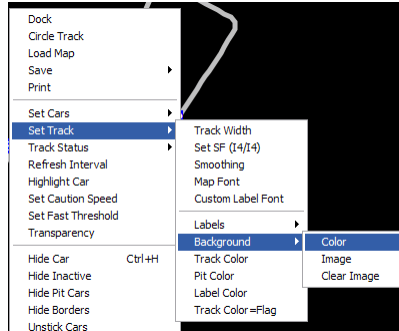 Dock
Circle Track
Load Map
Save
Print
Set Cars
Set Track
Track Status
Refresh Interval
Highlight Car
Set Caution Speed
Set Fast Threshold
Transparency
Hide Car Ctrl+H
Hide Inactive
Hide Pit Cars
Hide Borders
Unstick Cars
Track Width
Set SF (I4/I4)
Smoothing
Map Font
Custom Label Font
Labels
Background
Track Color
Pit Color
Label Color
Track Color=Flag
Color
Image
Clear Image